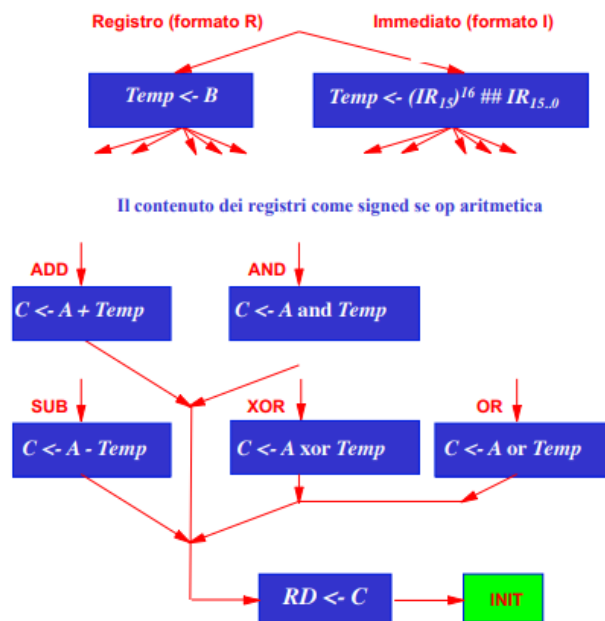 Registro (formato R) Immediato (formato I)
Temp <- B Temp <- (IR₁₅)¹⁶ ## IR₁₅..₀
Il contenuto dei registri come signed se op aritmetica
ADD AND
C <- A + Temp C <- A and Temp
SUB XOR OR
C <- A - Temp C <- A xor Temp C <- A or Temp
RD <- C INIT